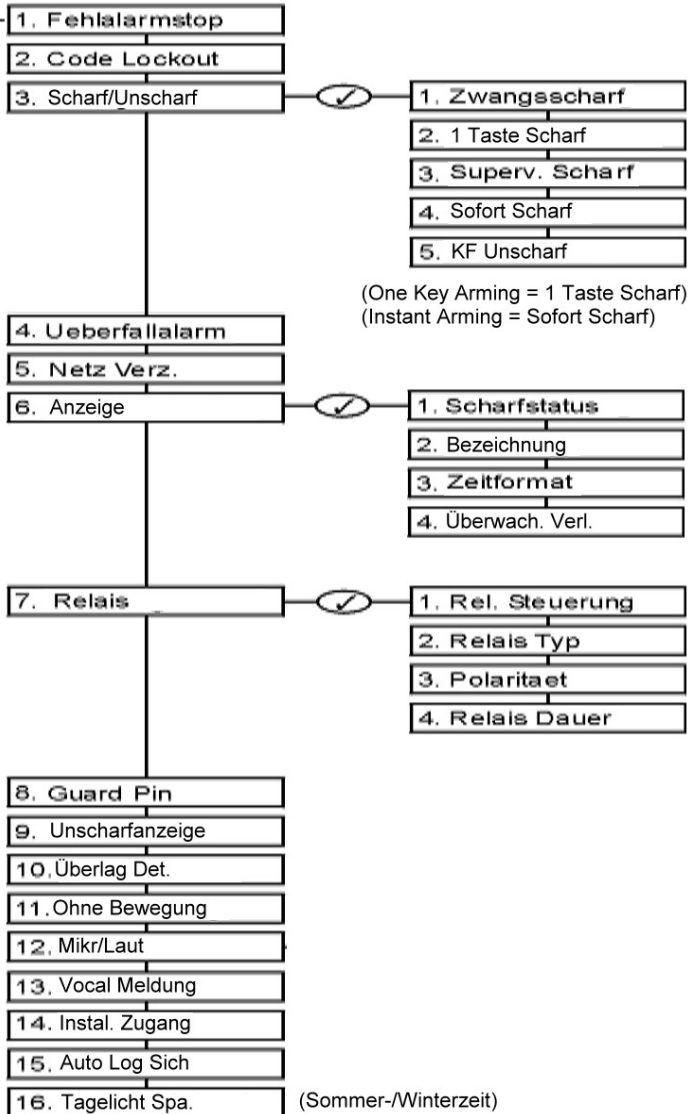 1. Fehlalarmstop
2. Code Lockout
3. Scharf/Unscharf
1. Zwangsscharf
2. 1 Taste Scharf
3. Superv. Scharf
4. Sofort Scharf
5. KF Unscharf
(One Key Arming = 1 Taste Scharf)
(Instant Arming = Sofort Scharf)
4. Ueberfallalarm
5. Netz Verz.
6. Anzeige
1. Scharfstatus
2. Bezeichnung
3. Zeitformat
4. Überwach. Verl.
7. Relais
1. Rel. Steuerung
2. Relais Typ
3. Polaritaet
4. Relais Dauer
8. Guard Pin
9. Unscharfanzeige
10. Überlag Det.
11. Ohne Bewegung
12. Mikr/Laut
13. Vocal Meldung
14. Instal. Zugang
15. Auto Log Sich
16. Tagelicht Spa.
(Sommer-/Winterzeit)